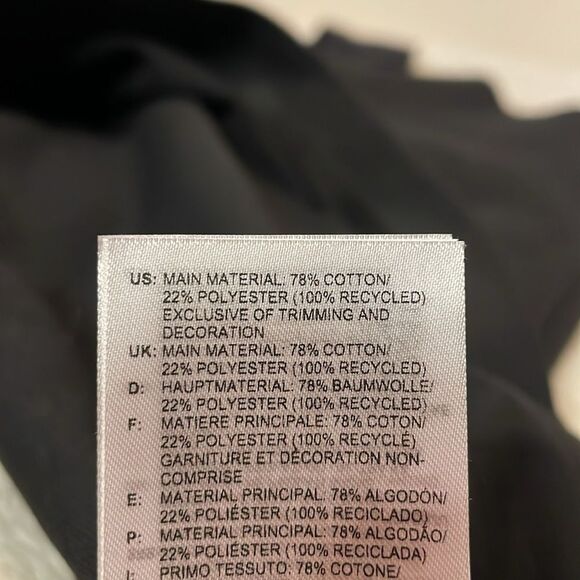 US: MAIN MATERIAL: 78% COTTON/
22% POLYESTER (100% RECYCLED)
EXCLUSIVE OF TRIMMING AND
DECORATION
UK: MAIN MATERIAL: 78% COTTON/
22% POLYESTER (100% RECYCLED)
D: HAUPTMATERIAL: 78% BAUMWOLLE/
22% POLYESTER (100% RECYCLED)
F: MATIERE PRINCIPALE: 78% COTON/
22% POLYESTER (100% RECYCLÉ)
GARNITURE ET DÉCORATION NON-
COMPRISE
E: MATERIAL PRINCIPAL: 78% ALGODÓN/
22% POLIÉSTER (100% RECICLADO)
P: MATERIAL PRINCIPAL: 78% ALGODÃO/
22% POLIÉSTER (100% RECICLADA)
I: PRIMO TESSUTO: 78% COTONE/